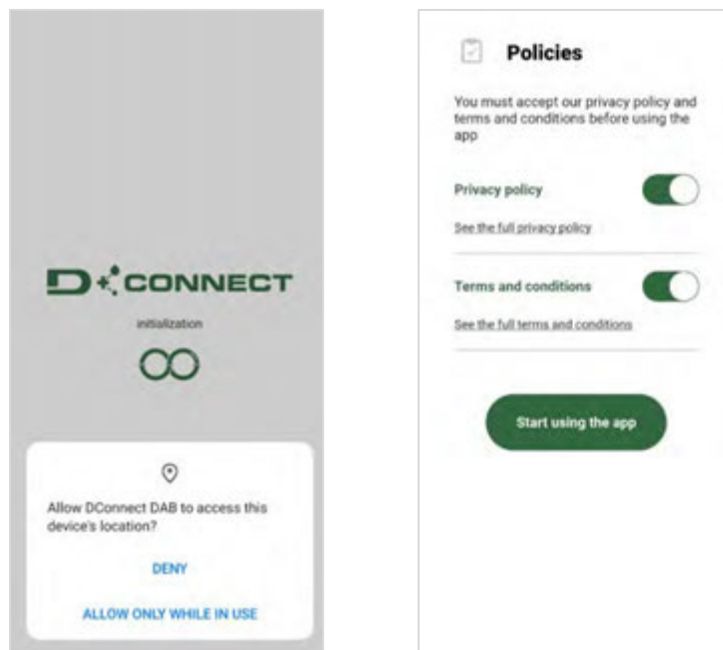 D+CONNECT
initialization
Allow DConnect DAB to access this
device's location?
DENY
ALLOW ONLY WHILE IN USE
Policies
You must accept our privacy policy and
terms and conditions before using the
app
Privacy policy
See the full privacy policy
Terms and conditions
See the full terms and conditions
Start using the app